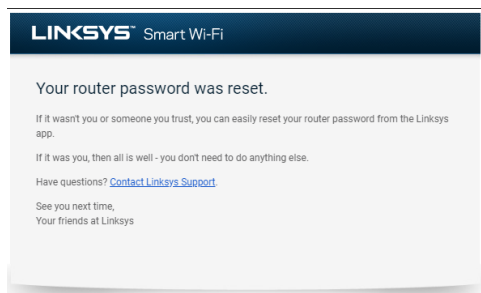 LINKSYS™ Smart Wi-Fi
Your router password was reset.
If it wasn't you or someone you trust, you can easily reset your router password from the Linksys
app.
If it was you, then all is well - you don't need to do anything else.
Have questions? Contact Linksys Support.
See you next time,
Your friends at Linksys